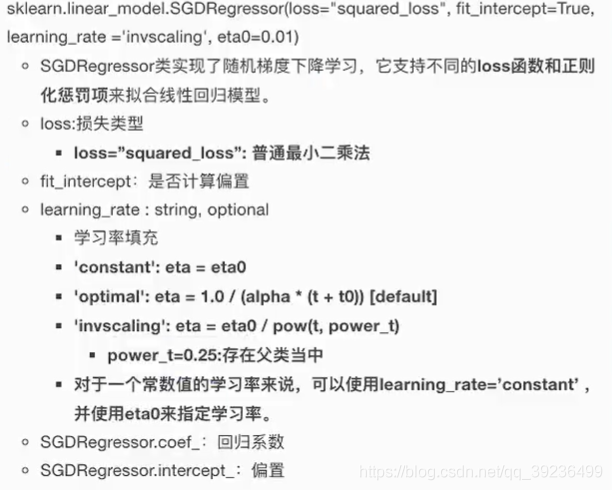 sklearn.linear_model.SGDRegressor(loss="squared_loss", fit_intercept=True,
learning_rate ='invscaling', eta0=0.01)
SGDRegressor类实现了随机梯度下降学习，它支持不同的loss函数和正则
化惩罚项来拟合线性回归模型。
loss:损失类型
loss=”squared_loss”: 普通最小二乘法
fit_intercept：是否计算偏置
learning_rate : string, optional
学习率填充
'constant': eta = eta0
'optimal': eta = 1.0 / (alpha * (t + t0)) [default]
'invscaling': eta = eta0 / pow(t, power_t)
power_t=0.25:存在父类当中
对于一个常数值的学习率来说，可以使用learning_rate=’constant’ ，
并使用eta0来指定学习率。
SGDRegressor.coef_：回归系数
SGDRegressor.intercept_：偏置
https://blog.csdn.net/qq_39236499